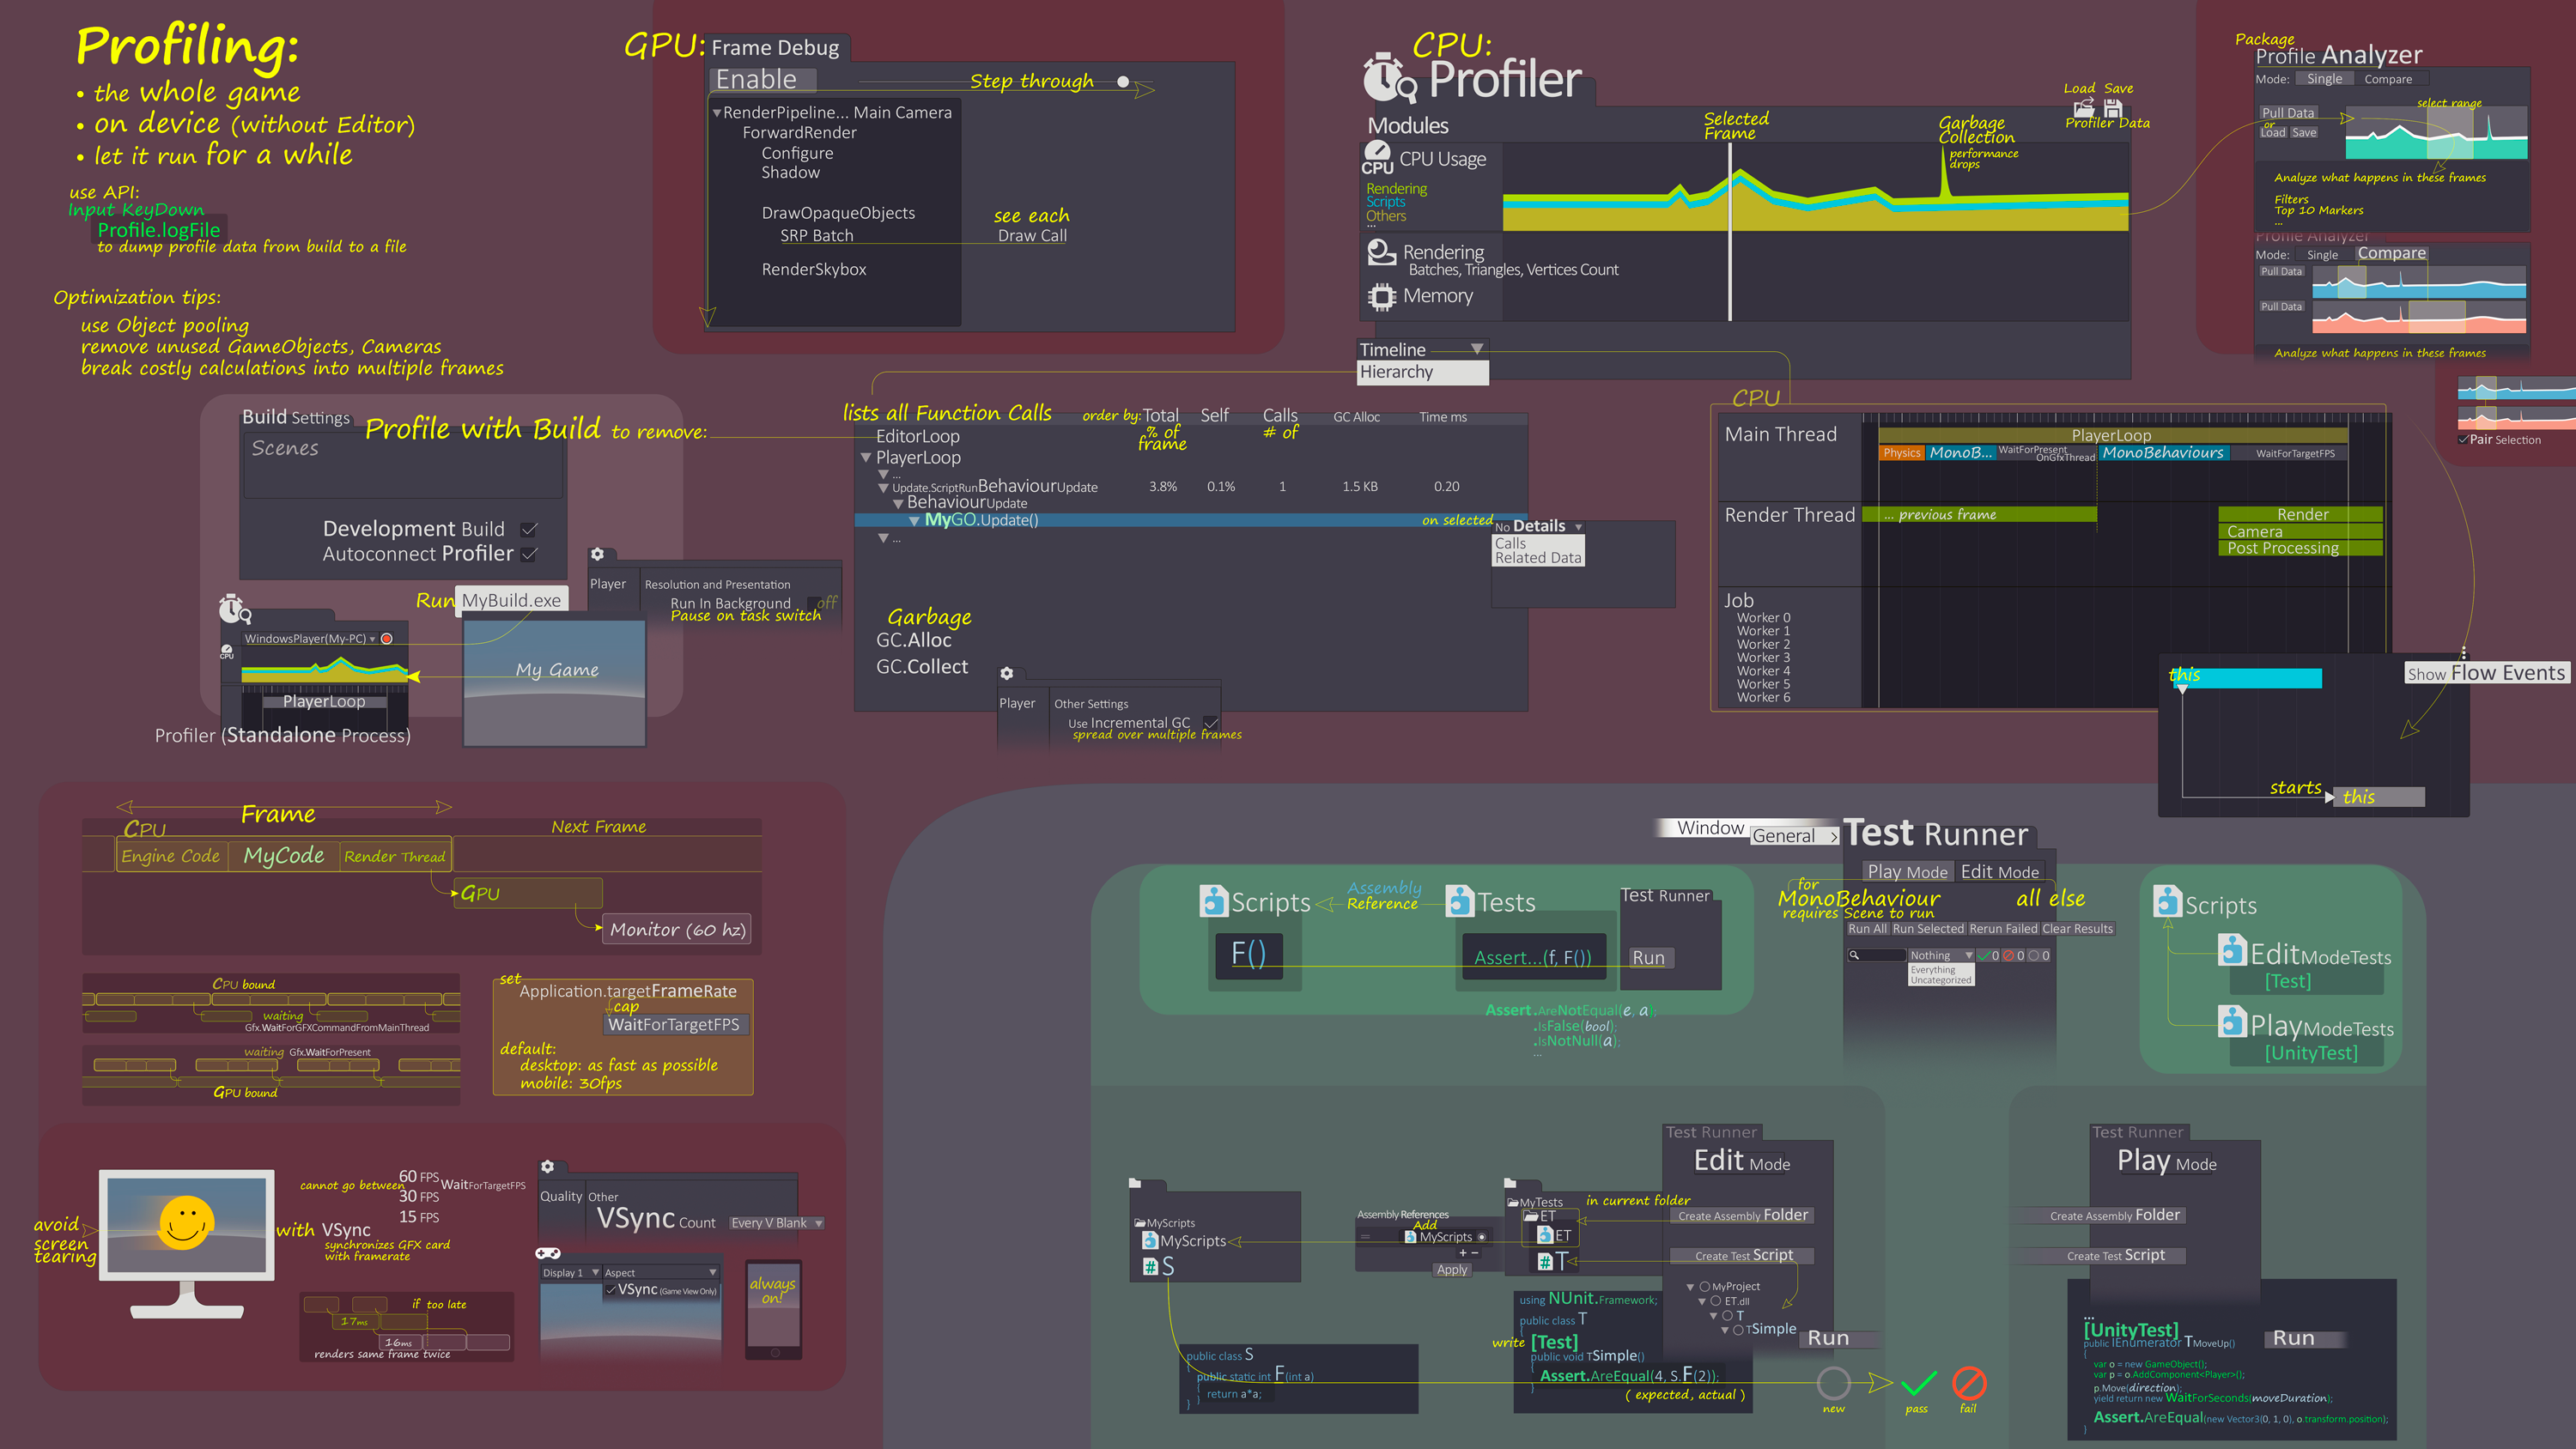 Profiling:
• the whole game
• on device (without Editor)
• let it run for a while
use API:
Input KeyDown
Profile.logFile
to dump profile data from build to a file
Optimization tips:
use Object pooling
remove unused GameObjects, Cameras
break costly calculations into multiple frames
GPU:
Frame Debug
Enable
Step through
RenderPipeline... Main Camera
ForwardRender
Configure
Shadow
DrawOpaqueObjects
SRP Batch
see each
Draw Call
RenderSkybox
CPU:
Profiler
Load Save
Profiler Data
Modules
Selected
Frame
Garbage
Collection
performance
drops
CPU
CPU Usage
Rendering
Scripts
Others
...
Rendering
Batches, Triangles, Vertices Count
Memory
Timeline
Hierarchy
Package
Profile Analyzer
Mode: Single Compare
select range
Pull Data
or
Load Save
Analyze what happens in these frames
Filters
Top 10 Markers
...
Profile Analyzer
Mode: Single Compare
Pull Data
Pull Data
Analyze what happens in these frames
Pair Selection
Build Settings
Profile with Build to remove:
Scenes
Development Build
Autoconnect Profiler
Run MyBuild.exe
Player
Resolution and Presentation
Run In Background off
Pause on task switch
WindowsPlayer(My-PC)
CPU
My Game
PlayerLoop
Profiler (Standalone Process)
lists all Function Calls
order by: Total Self Calls GC Alloc Time ms
% of
frame
# of
EditorLoop
PlayerLoop
...
Update.ScriptRunBehaviourUpdate 3.8% 0.1% 1 1.5 KB 0.20
BehaviourUpdate
MyGO.Update()
on selected
...
No Details
Calls
Related Data
Garbage
GC.Alloc
GC.Collect
Player
Other Settings
Use Incremental GC
spread over multiple frames
CPU
Main Thread
PlayerLoop
Physics MonoB... WaitForPresent
OnGfxThread MonoBehaviours WaitForTargetFPS
Render Thread
... previous frame
Render
Camera
Post Processing
Job
Worker 0
Worker 1
Worker 2
Worker 3
Worker 4
Worker 5
Worker 6
Show Flow Events
this
starts
this
Frame
CPU
Next Frame
Engine Code MyCode Render Thread
GPU
Monitor (60 hz)
CPU bound
waiting
Gfx.WaitForGFXCommandFromMainThread
waiting Gfx.WaitForPresent
GPU bound
set
Application.targetFrameRate
cap
WaitForTargetFPS
default:
desktop: as fast as possible
mobile: 30fps
avoid
screen
tearing
cannot go between
60 FPS
30 FPS
15 FPS
WaitForTargetFPS
with VSync
synchronizes GFX card
with framerate
if too late
17ms
16ms
renders same frame twice
Quality
Other
VSync Count Every V Blank
Display 1 Aspect
VSync (Game View Only)
always
on!
Window
General >
Test Runner
Play Mode Edit Mode
for
MonoBehaviour
requires Scene to run
all else
Run All Run Selected Rerun Failed Clear Results
Nothing 0 0 0
Everything
Uncategorized
Scripts
Assembly
Reference
Tests
Test Runner
F()
Assert...(f, F())
Run
Assert.AreNotEqual(e, a);
.IsFalse(bool);
.IsNotNull(a);
...
Scripts
EditModeTests
[Test]
PlayModeTests
[UnityTest]
Test Runner
Edit Mode
MyScripts
MyScripts
S
Assembly References
Add
MyScripts
+ −
Apply
MyTests
ET
ET
T
in current folder
Create Assembly Folder
Create Test Script
MyProject
ET.dll
T
TSimple
Run
public class S
{
public static int F(int a)
{
return a*a;
}
}
using NUnit.Framework;
public class T
{
write [Test]
public void TSimple()
{
Assert.AreEqual(4, S.F(2));
}
(expected, actual)
new
pass
fail
Test Runner
Play Mode
Create Assembly Folder
Create Test Script
...
[UnityTest]
public IEnumerator TMoveUp()
{
var o = new GameObject();
var p = o.AddComponent<Player>();
p.Move(direction);
yield return new WaitForSeconds(moveDuration);
Assert.AreEqual(new Vector3(0, 1, 0), o.transform.position);
}
Run